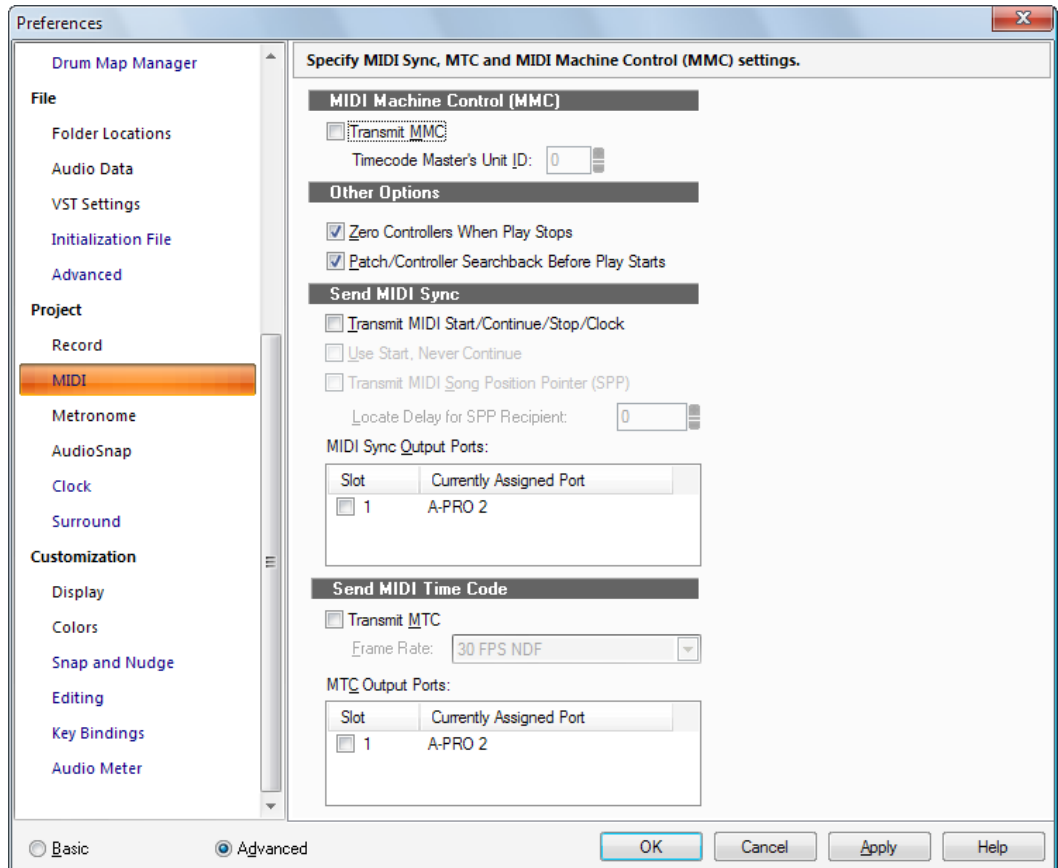 Preferences
Drum Map Manager
File
Folder Locations
Audio Data
VST Settings
Initialization File
Advanced
Project
Record
MIDI
Metronome
AudioSnap
Clock
Surround
Customization
Display
Colors
Snap and Nudge
Editing
Key Bindings
Audio Meter
Specify MIDI Sync, MTC and MIDI Machine Control (MMC) settings.
MIDI Machine Control (MMC)
Transmit MMC
Timecode Master's Unit ID: 0
Other Options
Zero Controllers When Play Stops
Patch/Controller Searchback Before Play Starts
Send MIDI Sync
Transmit MIDI Start/Continue/Stop/Clock
Use Start, Never Continue
Transmit MIDI Song Position Pointer (SPP)
Locate Delay for SPP Recipient: 0
MIDI Sync Output Ports:
Slot Currently Assigned Port
1 A-PRO 2
Send MIDI Time Code
Transmit MTC
Frame Rate: 30 FPS NDF
MTC Output Ports:
Slot Currently Assigned Port
1 A-PRO 2
Basic Advanced OK Cancel Apply Help